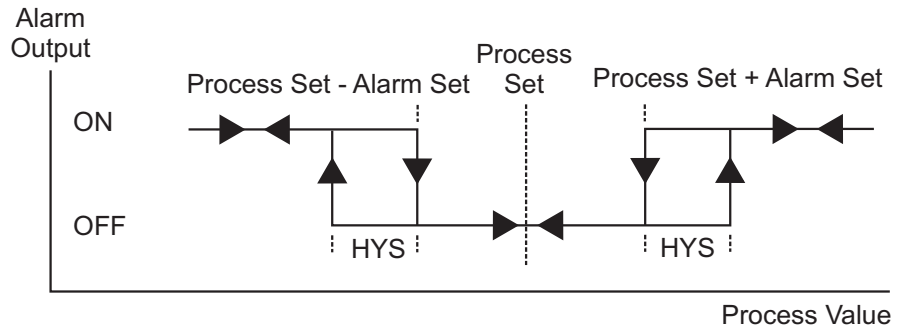 Alarm
Output
Process
Set
Process Set - Alarm Set
Process Set + Alarm Set
ON
OFF
HYS
HYS
Process Value